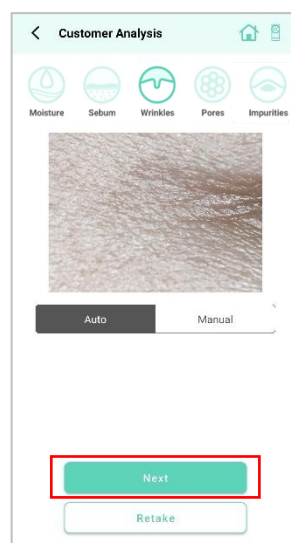 Customer Analysis
Moisture Sebum Wrinkles Pores Impurities
Auto Manual
Next
Retake